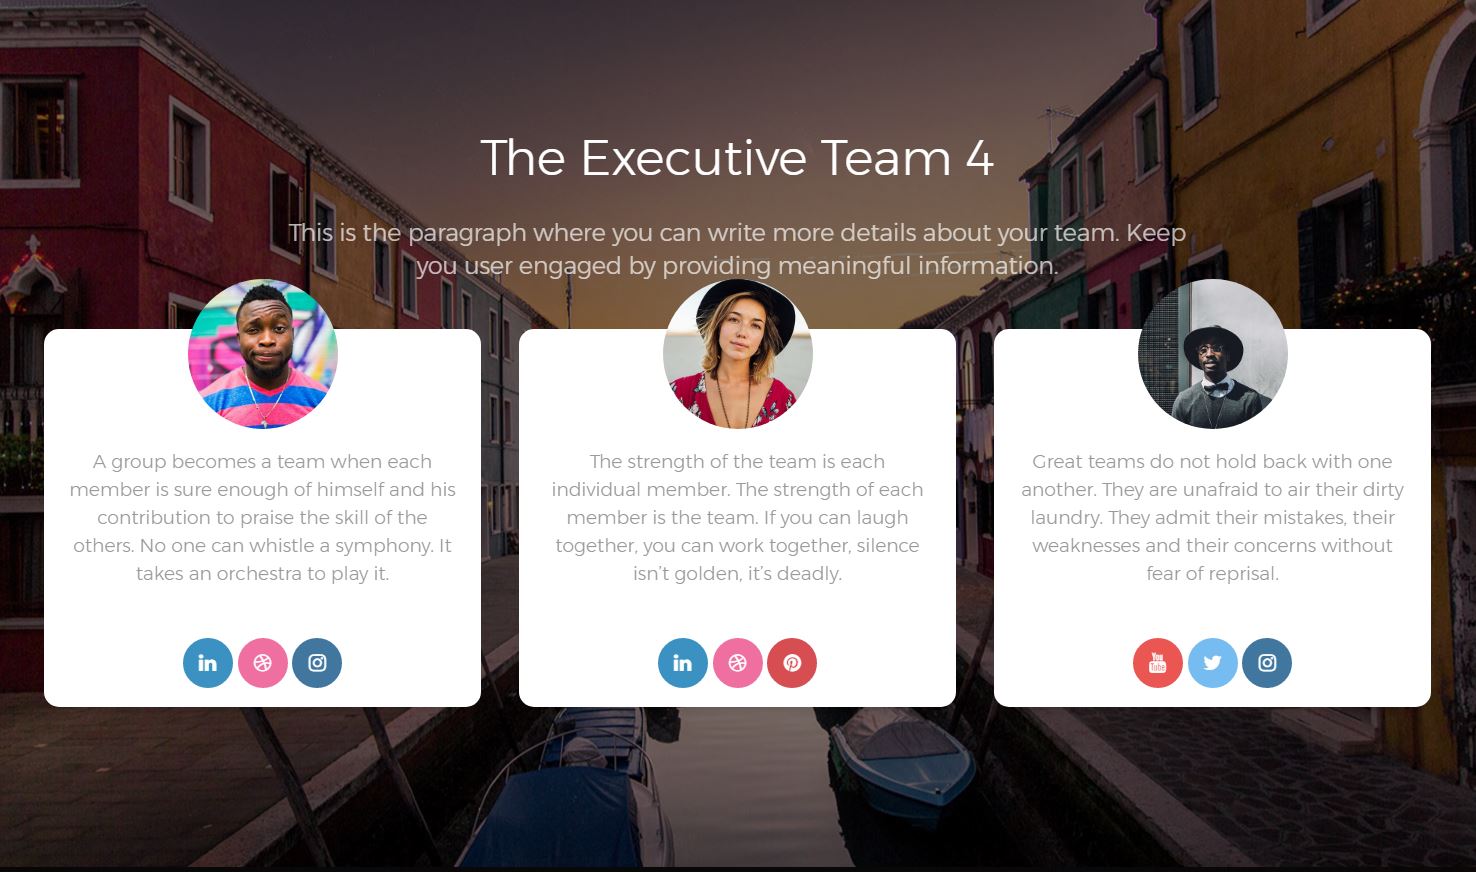 The Executive Team 4
This is the paragraph where you can write more details about your team. Keep
you user engaged by providing meaningful information.
A group becomes a team when each
member is sure enough of himself and his
contribution to praise the skill of the
others. No one can whistle a symphony. It
takes an orchestra to play it.
in
The strength of the team is each
individual member. The strength of each
member is the team. If you can laugh
together, you can work together, silence
isn’t golden, it’s deadly.
in
Great teams do not hold back with one
another. They are unafraid to air their dirty
laundry. They admit their mistakes, their
weaknesses and their concerns without
fear of reprisal.
You
Tube